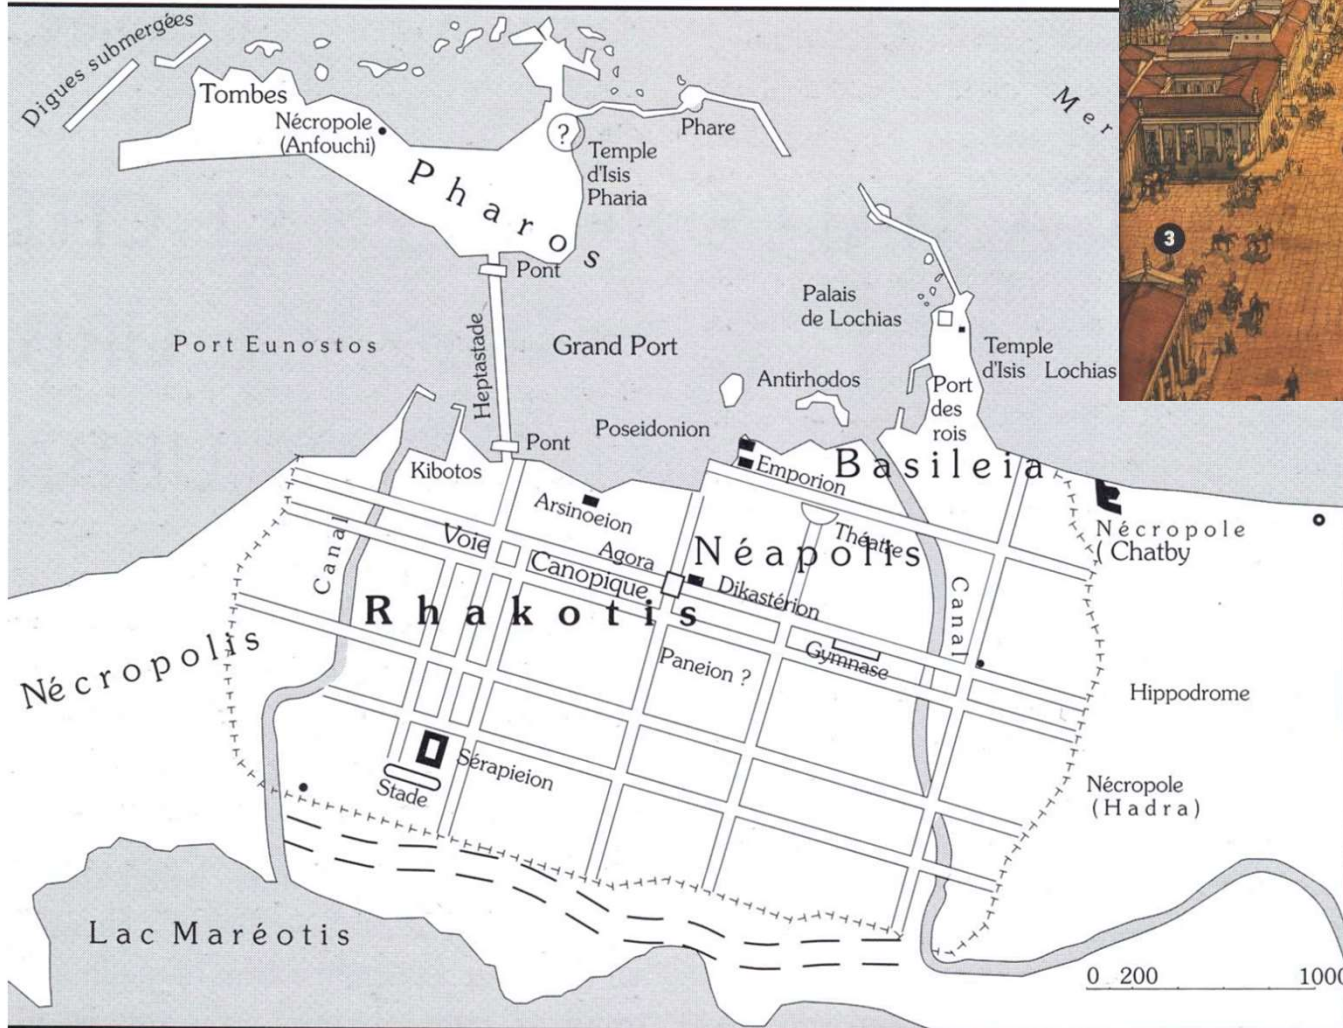 Digues submergées
Tombes
Nécropole
(Anfouchi)
Pharos
?
Temple
d'Isis
Pharia
Phare
Mer
3
Pont
Port Eunostos
Heptastade
Grand Port
Palais
de Lochias
Temple
d'Isis Lochias
Antirhodos
Port
des
rois
Poseidonion
Pont
Kibotos
Emporion
Basileia
Arsinoeion
Nécropole
(Chatby
Canal
Voie
Canopique
Agora
Néapolis
Théatre
Rhakotis
Dikastérion
Canal
Nécropolis
Paneion ?
Gymnase
Hippodrome
Sérapieion
Stade
Nécropole
(Hadra)
Lac Maréotis
0 200 1000